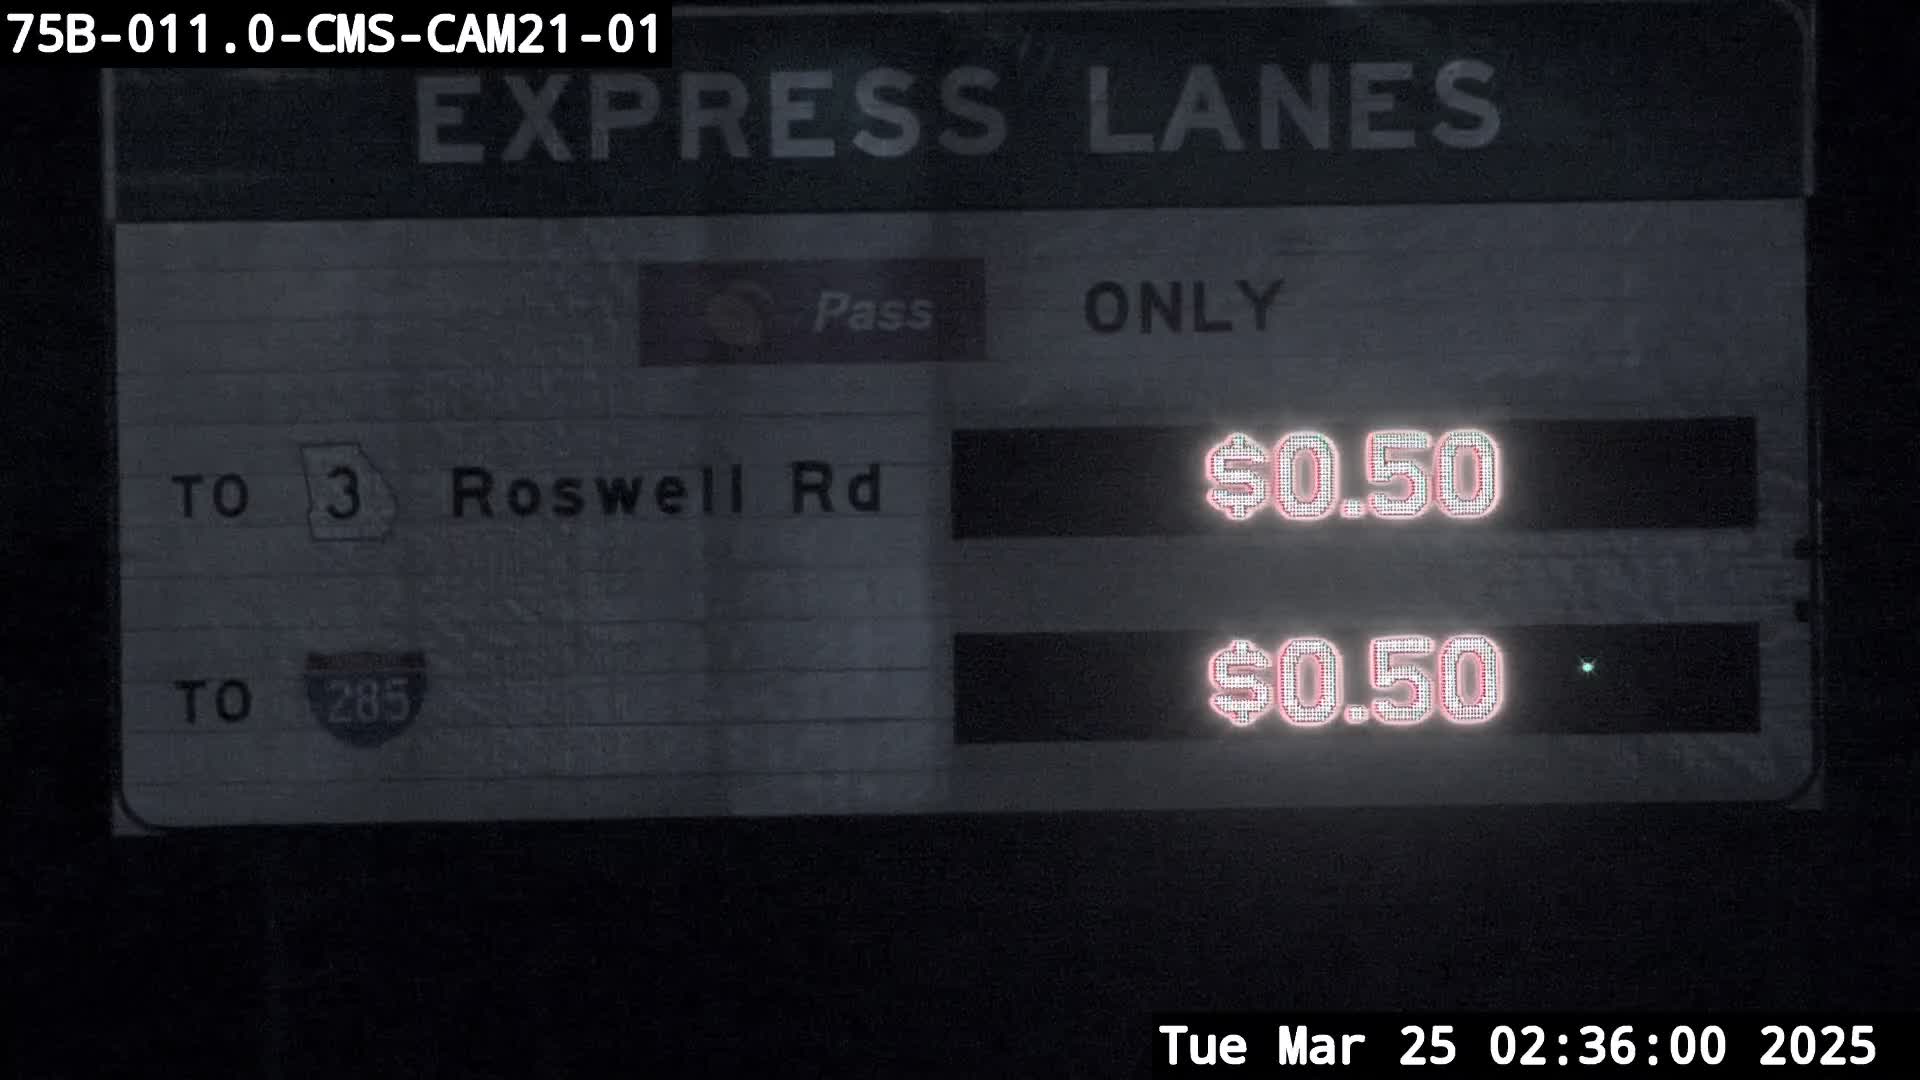 75B-011.0-CMS-CAM21-01
EXPRESS LANES
Pass ONLY
TO 3 Roswell Rd $0.50
TO 285 $0.50
Tue Mar 25 02:36:00 2025